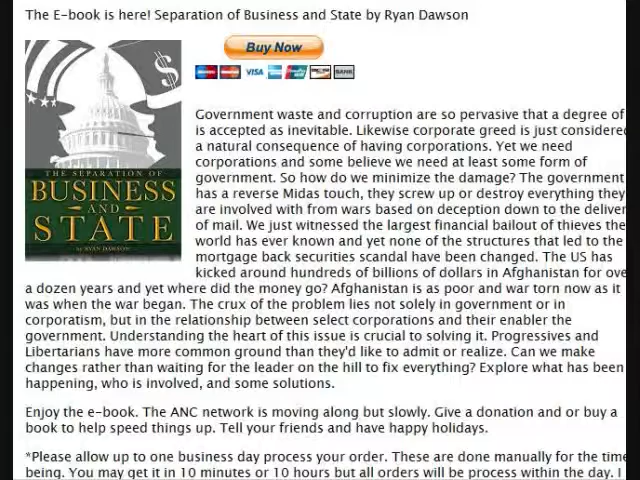 The E-book is here! Separation of Business and State by Ryan Dawson
Buy Now
VISA
BANK
$
THE SEPARATION OF
BUSINESS
AND
STATE
by RYAN DAWSON
Government waste and corruption are so pervasive that a degree of
is accepted as inevitable. Likewise corporate greed is just considered
a natural consequence of having corporations. Yet we need
corporations and some believe we need at least some form of
government. So how do we minimize the damage? The government
has a reverse Midas touch, they screw up or destroy everything they
are involved with from wars based on deception down to the deliver
of mail. We just witnessed the largest financial bailout of thieves the
world has ever known and yet none of the structures that led to the
mortgage back securities scandal have been changed. The US has
kicked around hundreds of billions of dollars in Afghanistan for ove
a dozen years and yet where did the money go? Afghanistan is as poor and war torn now as it
was when the war began. The crux of the problem lies not solely in government or in
corporatism, but in the relationship between select corporations and their enabler the
government. Understanding the heart of this issue is crucial to solving it. Progressives and
Libertarians have more common ground than they'd like to admit or realize. Can we make
changes rather than waiting for the leader on the hill to fix everything? Explore what has been
happening, who is involved, and some solutions.
Enjoy the e-book. The ANC network is moving along but slowly. Give a donation and or buy a
book to help speed things up. Tell your friends and have happy holidays.
*Please allow up to one business day process your order. These are done manually for the time
being. You may get it in 10 minutes or 10 hours but all orders will be process within the day. I